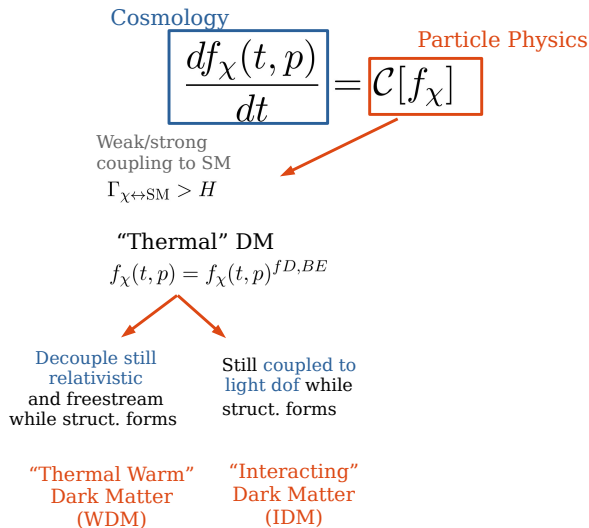 Cosmology
Particle Physics
df_χ(t, p)
dt
= C[f_χ]
Weak/strong
coupling to SM
Γ_{χ↔SM} > H
“Thermal” DM
f_χ(t, p) = f_χ(t, p)^{fD,BE}
Decouple still
relativistic
and freestream
while struct. forms
Still coupled to
light dof while
struct. forms
“Thermal Warm”
Dark Matter
(WDM)
“Interacting”
Dark Matter
(IDM)